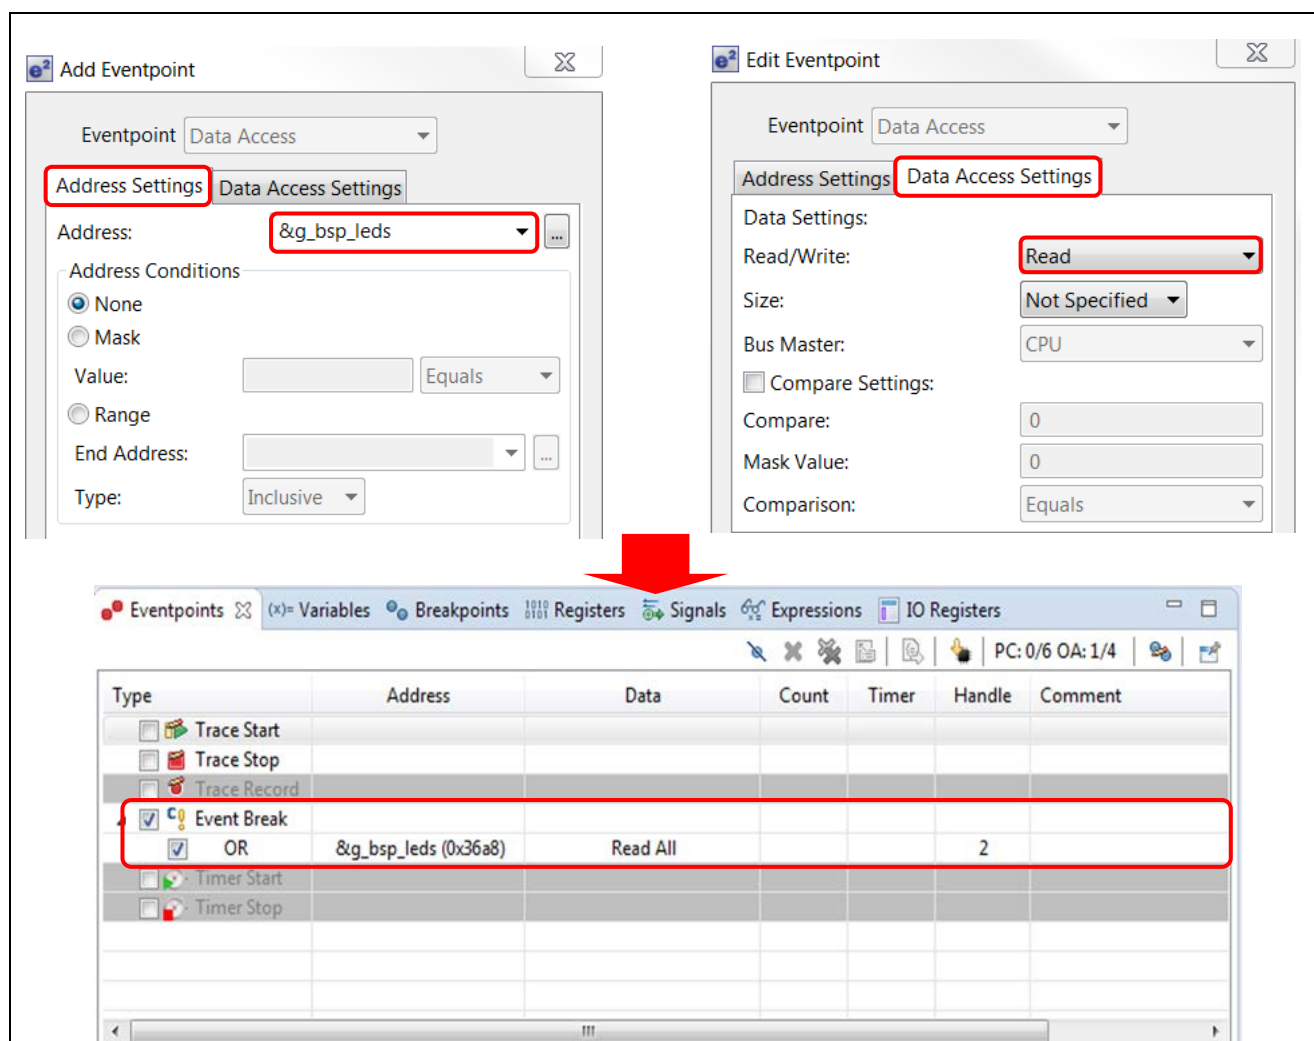 e² Add Eventpoint
Eventpoint Data Access
Address Settings Data Access Settings
Address: &g_bsp_leds ...
Address Conditions
None
Mask
Value: Equals
Range
End Address: ...
Type: Inclusive
e² Edit Eventpoint
Eventpoint Data Access
Address Settings Data Access Settings
Data Settings:
Read/Write: Read
Size: Not Specified
Bus Master: CPU
Compare Settings:
Compare: 0
Mask Value: 0
Comparison: Equals
Eventpoints (x)= Variables Breakpoints 1010 0101 Registers Signals Expressions IO Registers
PC: 0/6 OA: 1/4
Type Address Data Count Timer Handle Comment
Trace Start
Trace Stop
Trace Record
Event Break
OR &g_bsp_leds (0x36a8) Read All 2
Timer Start
Timer Stop